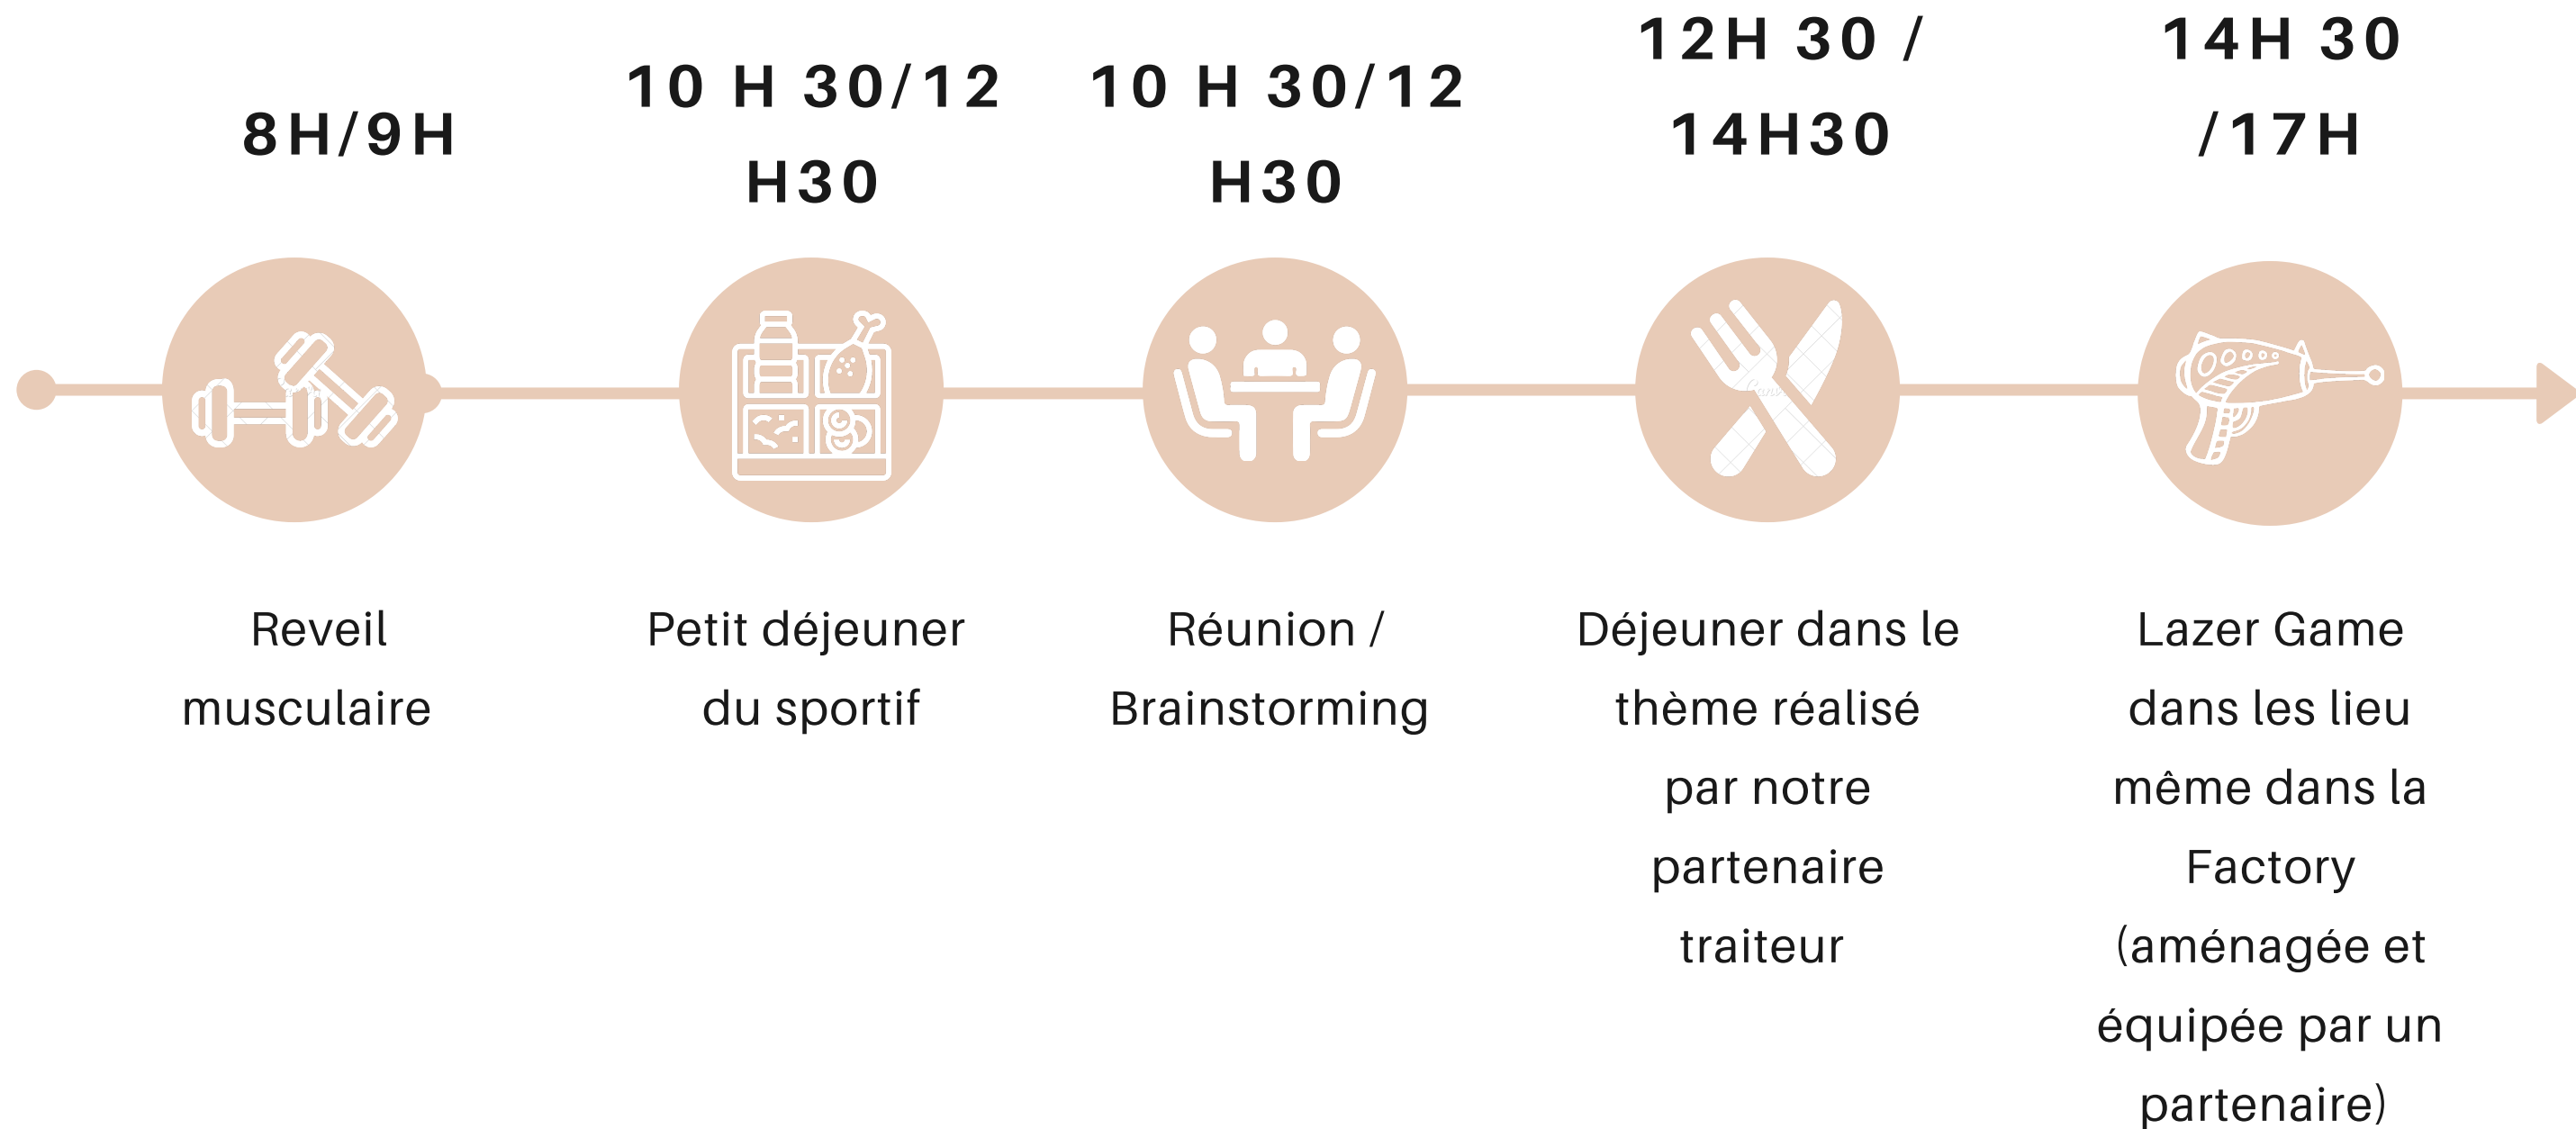 8H/9H
10 H 30/12
H30
10 H 30/12
H30
12H 30 /
14H30
14H 30
/17H
Reveil
musculaire
Petit déjeuner
du sportif
Réunion /
Brainstorming
Déjeuner dans le
thème réalisé
par notre
partenaire
traiteur
Lazer Game
dans les lieu
même dans la
Factory
(aménagée et
équipée par un
partenaire)